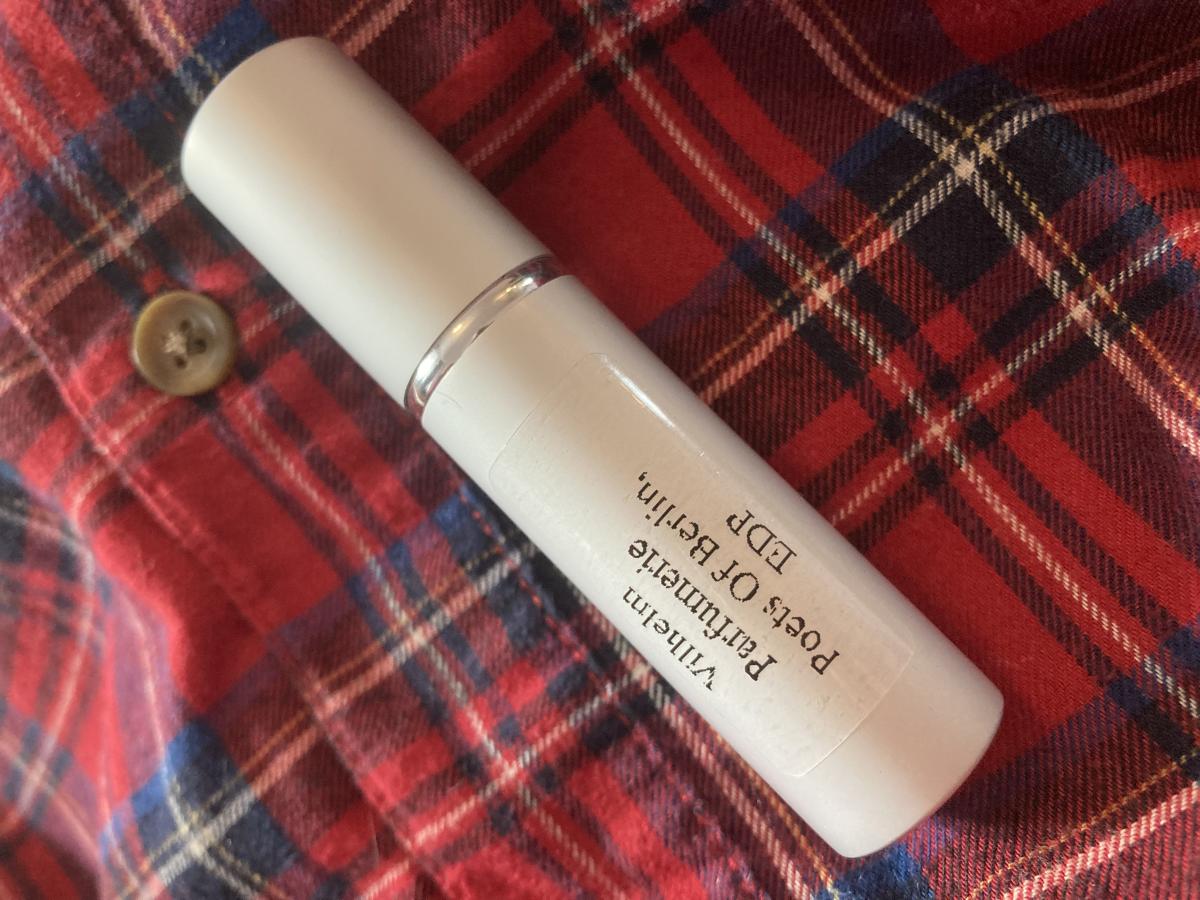 Vilhelm
Parfumerie
Poets Of Berlin,
EDP